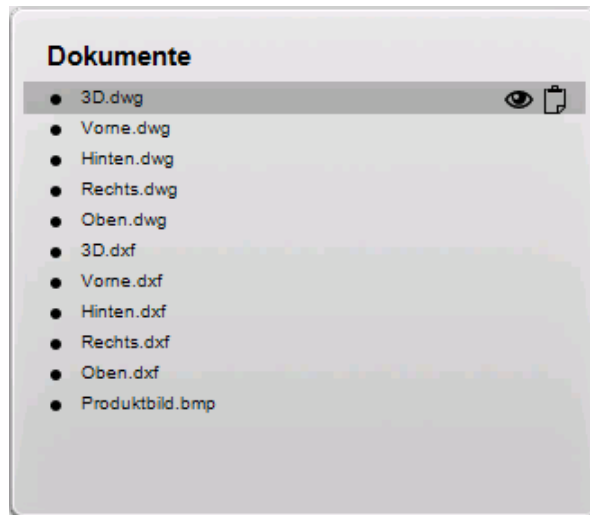 Dokumente
3D.dwg
Vorne.dwg
Hinten.dwg
Rechts.dwg
Oben.dwg
3D.dxf
Vorne.dxf
Hinten.dxf
Rechts.dxf
Oben.dxf
Produktbild.bmp